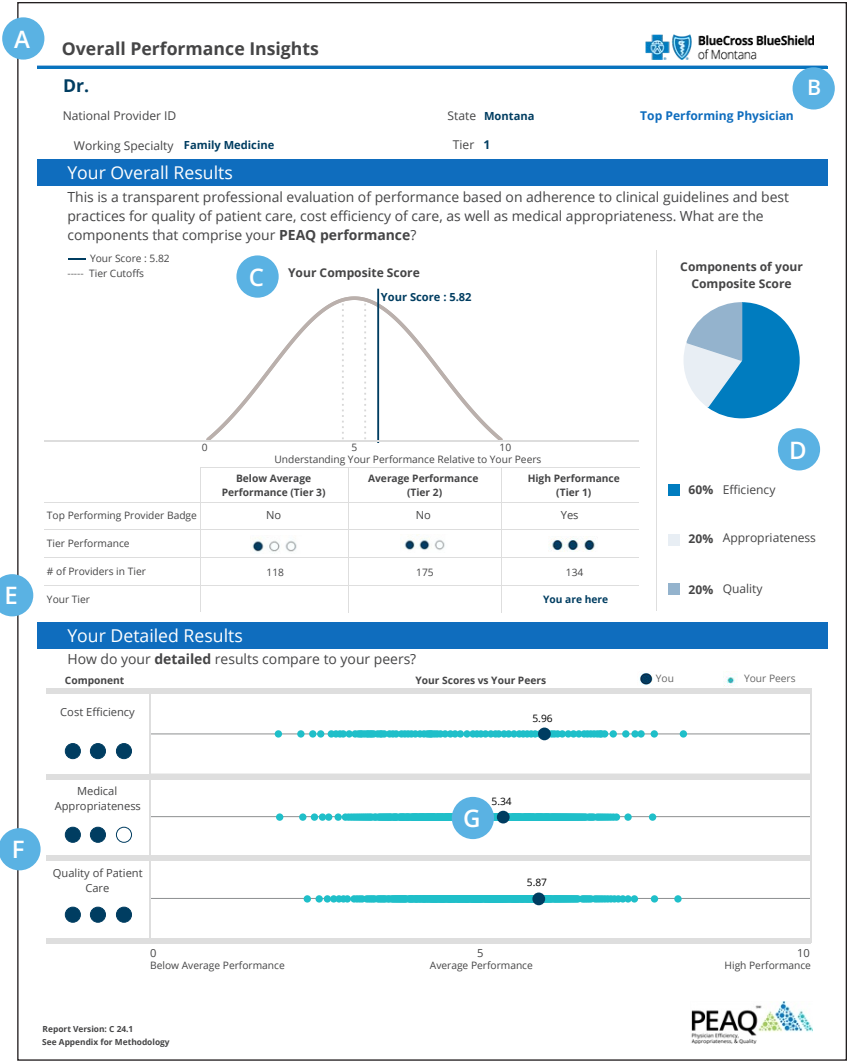 A
Overall Performance Insights
BlueCross BlueShield
of Montana
Dr.
B
National Provider ID
State Montana
Top Performing Physician
Working Specialty Family Medicine
Tier 1
Your Overall Results
This is a transparent professional evaluation of performance based on adherence to clinical guidelines and best
practices for quality of patient care, cost efficiency of care, as well as medical appropriateness. What are the
components that comprise your PEAQ performance?
Your Score : 5.82
Tier Cutoffs
C
Your Composite Score
Your Score : 5.82
0 5 10
Understanding Your Performance Relative to Your Peers
Below Average
Performance (Tier 3)
Average Performance
(Tier 2)
High Performance
(Tier 1)
Top Performing Provider Badge No No Yes
Tier Performance
# of Providers in Tier 118 175 134
E
Your Tier You are here
Components of your
Composite Score
D
60% Efficiency
20% Appropriateness
20% Quality
Your Detailed Results
How do your detailed results compare to your peers?
Component Your Scores vs Your Peers You Your Peers
Cost Efficiency
5.96
Medical
Appropriateness
5.34
G
F
Quality of Patient
Care
5.87
0 5 10
Below Average Performance Average Performance High Performance
Report Version: C 24.1
See Appendix for Methodology
PEAQ
Physician Efficiency,
Appropriateness, & Quality